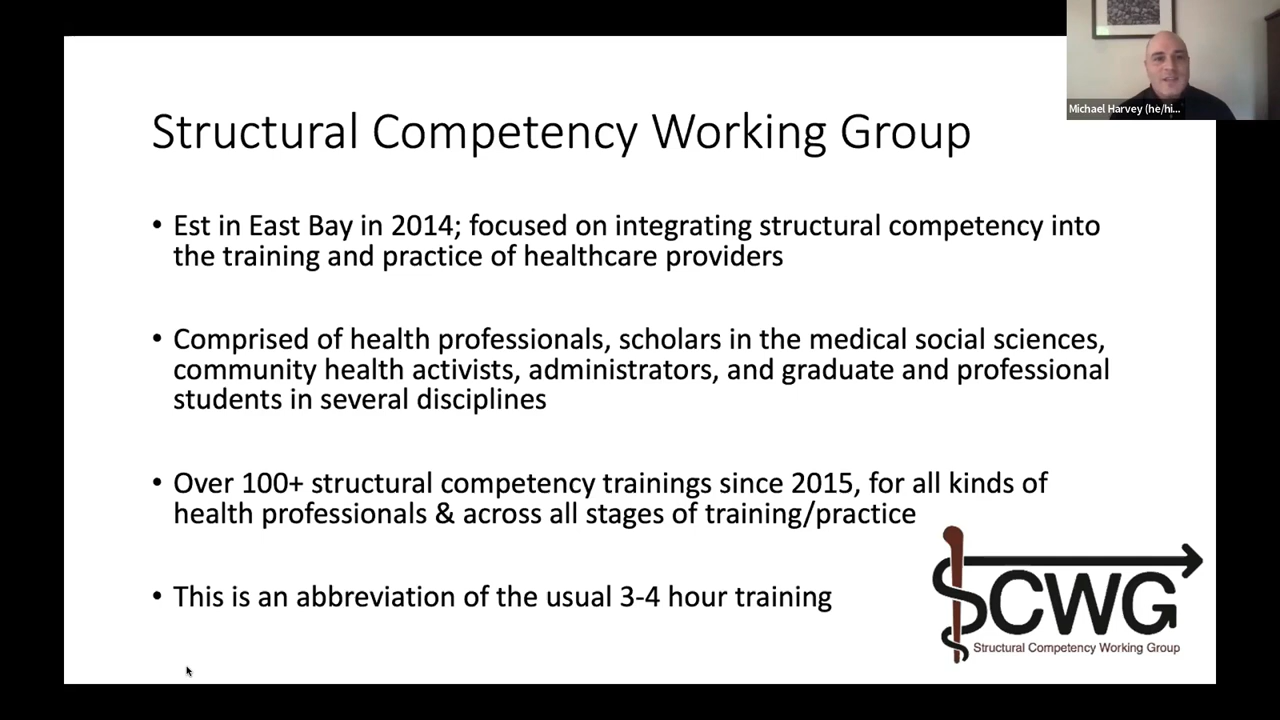 Michael Harvey (he/hi...
Structural Competency Working Group
• Est in East Bay in 2014; focused on integrating structural competency into
the training and practice of healthcare providers
• Comprised of health professionals, scholars in the medical social sciences,
community health activists, administrators, and graduate and professional
students in several disciplines
• Over 100+ structural competency trainings since 2015, for all kinds of
health professionals & across all stages of training/practice
• This is an abbreviation of the usual 3-4 hour training
SCWG
Structural Competency Working Group